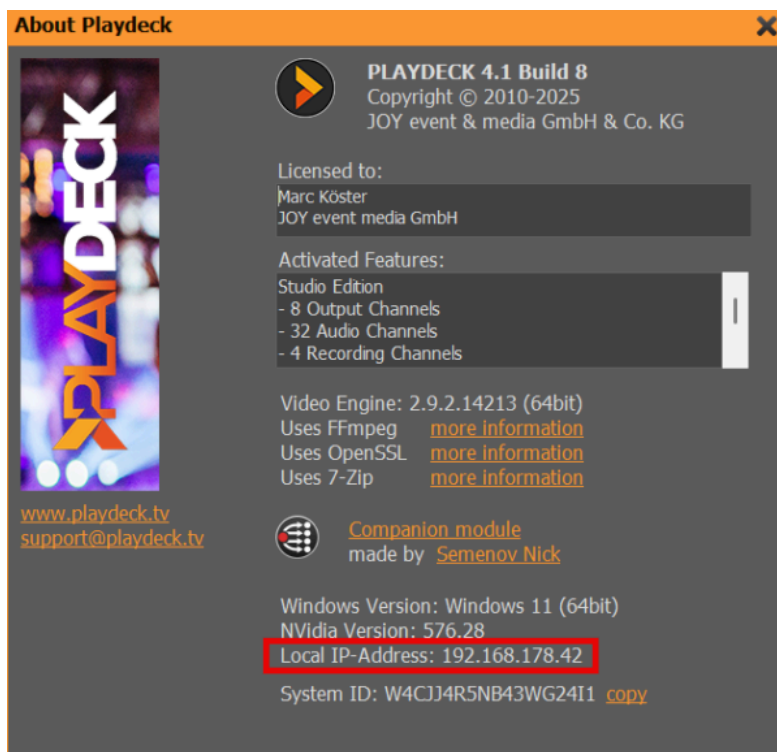 About Playdeck
PLAYDECK
PLAYDECK 4.1 Build 8
Copyright © 2010-2025
JOY event & media GmbH & Co. KG
Licensed to:
Marc Köster
JOY event media GmbH
Activated Features:
Studio Edition
- 8 Output Channels
- 32 Audio Channels
- 4 Recording Channels
Video Engine: 2.9.2.14213 (64bit)
Uses FFmpeg more information
Uses OpenSSL more information
Uses 7-Zip more information
www.playdeck.tv
support@playdeck.tv
Companion module
made by Semenov Nick
Windows Version: Windows 11 (64bit)
NVidia Version: 576.28
Local IP-Address: 192.168.178.42
System ID: W4CJJ4R5NB43WG24I1 copy